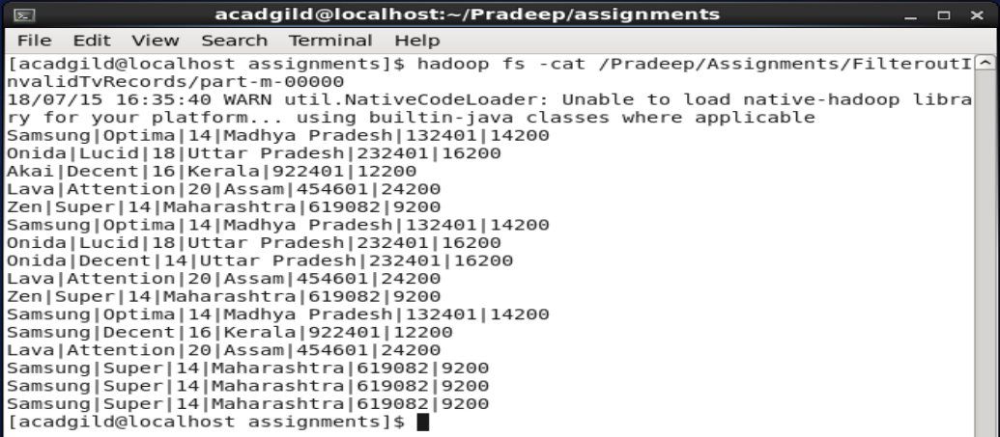 acadgild@localhost:~/Pradeep/assignments
File Edit View Search Terminal Help
[acadgild@localhost assignments]$ hadoop fs -cat /Pradeep/Assignments/FilteroutI
nvalidTvRecords/part-m-00000
18/07/15 16:35:40 WARN util.NativeCodeLoader: Unable to load native-hadoop libra
ry for your platform... using builtin-java classes where applicable
Samsung|Optima|14|Madhya Pradesh|132401|14200
Onida|Lucid|18|Uttar Pradesh|232401|16200
Akai|Decent|16|Kerala|922401|12200
Lava|Attention|20|Assam|454601|24200
Zen|Super|14|Maharashtra|619082|9200
Samsung|Optima|14|Madhya Pradesh|132401|14200
Onida|Lucid|18|Uttar Pradesh|232401|16200
Onida|Decent|14|Uttar Pradesh|232401|16200
Lava|Attention|20|Assam|454601|24200
Zen|Super|14|Maharashtra|619082|9200
Samsung|Optima|14|Madhya Pradesh|132401|14200
Samsung|Decent|16|Kerala|922401|12200
Lava|Attention|20|Assam|454601|24200
Samsung|Super|14|Maharashtra|619082|9200
Samsung|Super|14|Maharashtra|619082|9200
Samsung|Super|14|Maharashtra|619082|9200
[acadgild@localhost assignments]$